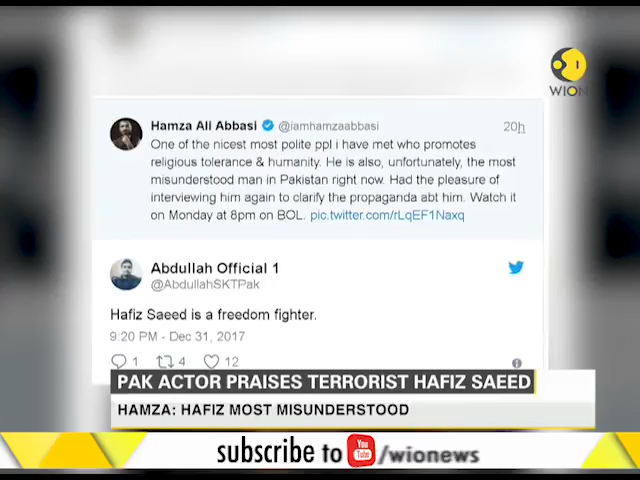 WION
Hamza Ali Abbasi @iamhamzaabbasi 20h
One of the nicest most polite ppl i have met who promotes
religious tolerance & humanity. He is also, unfortunately, the most
misunderstood man in Pakistan right now. Had the pleasure of
interviewing him again to clarify the propaganda abt him. Watch it
on Monday at 8pm on BOL. pic.twitter.com/rLqEF1Naxq
Abdullah Official 1
@AbdullahSKTPak
Hafiz Saeed is a freedom fighter.
9:20 PM - Dec 31, 2017
1 4 12
PAK ACTOR PRAISES TERRORIST HAFIZ SAEED
HAMZA: HAFIZ MOST MISUNDERSTOOD
subscribe to You Tube /wionews